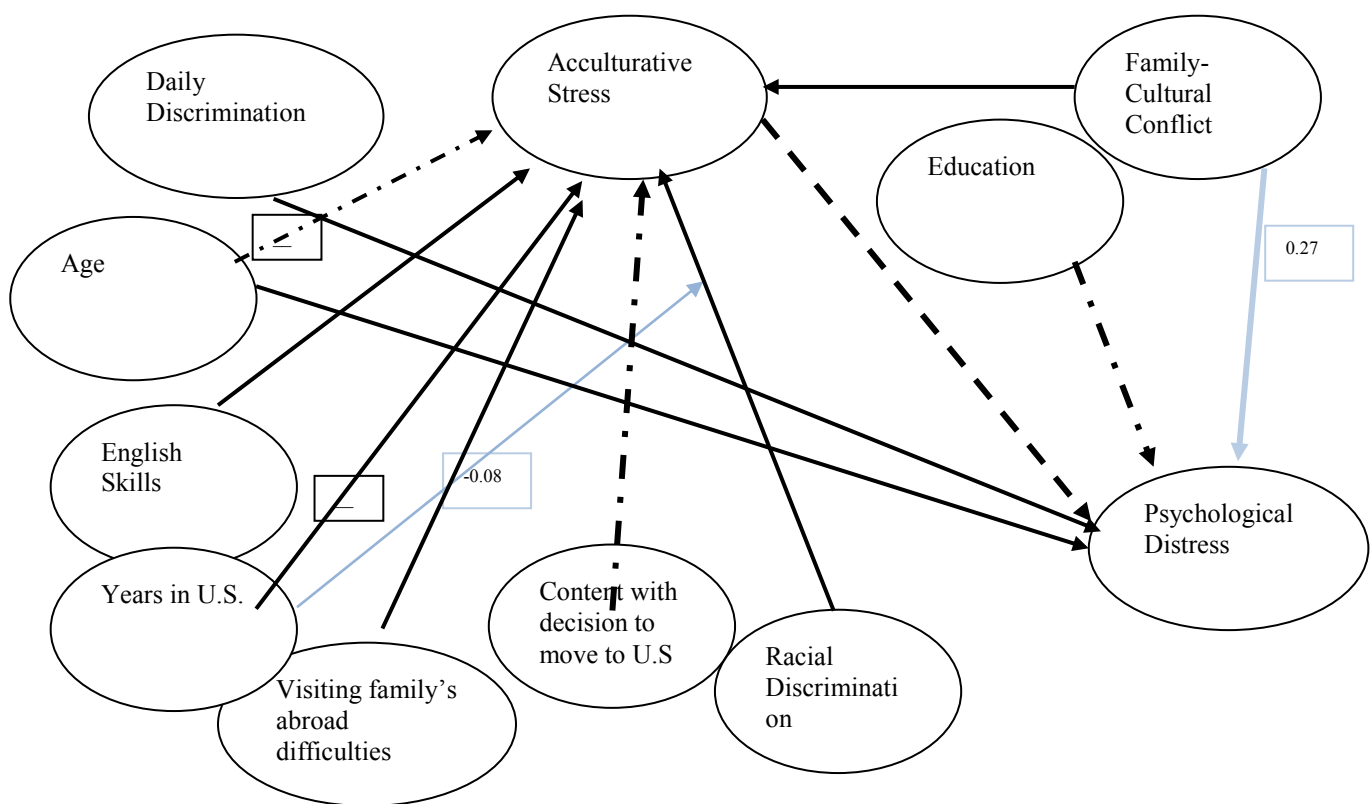 Daily
Discrimination
Acculturative
Stress
Family-
Cultural
Conflict
Education
Age
—
0.27
English
Skills
—
-0.08
Psychological
Distress
Years in U.S.
Content with
decision to
move to U.S
Racial
Discriminati
on
Visiting family’s
abroad
difficulties